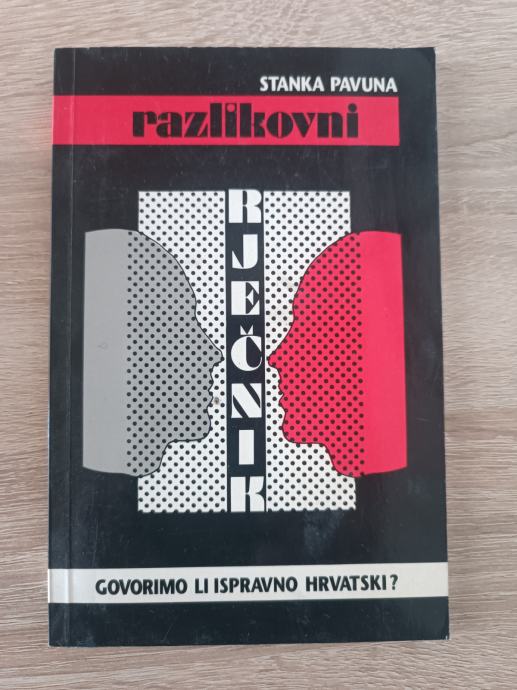 STANKA PAVUNA
razlikovni
RJEČNIK
GOVORIMO LI ISPRAVNO HRVATSKI?